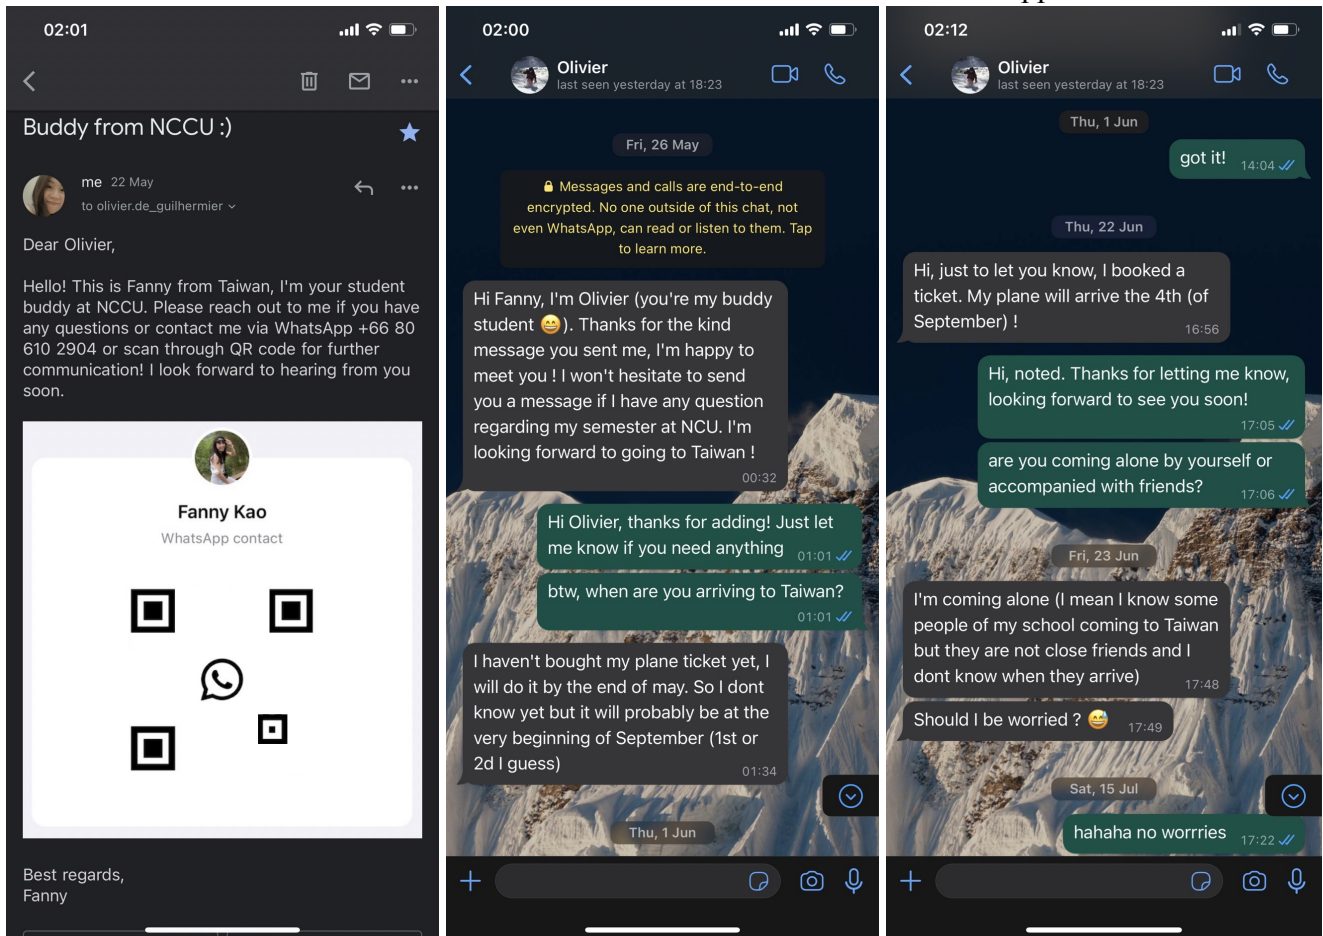 02:01
Buddy from NCCU :)
me 22 May
to olivier.de_guilhermier
Dear Olivier,
Hello! This is Fanny from Taiwan, I'm your student
buddy at NCCU. Please reach out to me if you have
any questions or contact me via WhatsApp +66 80
610 2904 or scan through QR code for further
communication! I look forward to hearing from you
soon.
Fanny Kao
WhatsApp contact
Best regards,
Fanny
02:00
Olivier
last seen yesterday at 18:23
Fri, 26 May
Messages and calls are end-to-end
encrypted. No one outside of this chat, not
even WhatsApp, can read or listen to them. Tap
to learn more.
Hi Fanny, I'm Olivier (you're my buddy
student 😄). Thanks for the kind
message you sent me, I'm happy to
meet you ! I won't hesitate to send
you a message if I have any question
regarding my semester at NCU. I'm
looking forward to going to Taiwan !
00:32
Hi Olivier, thanks for adding! Just let
me know if you need anything 01:01
btw, when are you arriving to Taiwan?
01:01
I haven't bought my plane ticket yet, I
will do it by the end of may. So I dont
know yet but it will probably be at the
very beginning of September (1st or
2d I guess)
01:34
Thu, 1 Jun
02:12
Olivier
last seen yesterday at 18:23
Thu, 1 Jun
got it! 14:04
Thu, 22 Jun
Hi, just to let you know, I booked a
ticket. My plane will arrive the 4th (of
September) !
16:56
Hi, noted. Thanks for letting me know,
looking forward to see you soon!
17:05
are you coming alone by yourself or
accompanied with friends? 17:06
Fri, 23 Jun
I'm coming alone (I mean I know some
people of my school coming to Taiwan
but they are not close friends and I
dont know when they arrive) 17:48
Should I be worried ? 😅 17:49
Sat, 15 Jul
hahaha no worrries 17:22